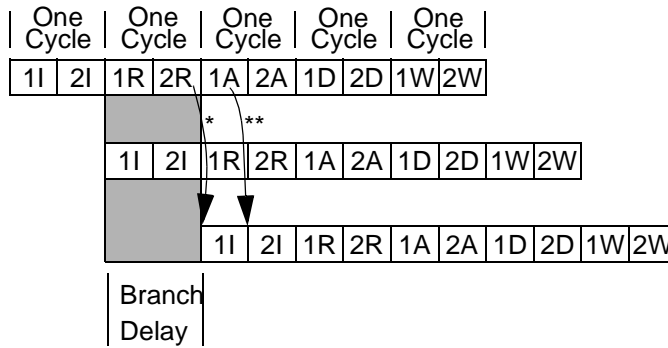 One One One One One
Cycle Cycle Cycle Cycle Cycle
1I 2I 1R 2R 1A 2A 1D 2D 1W 2W
* **
1I 2I 1R 2R 1A 2A 1D 2D 1W 2W
1I 2I 1R 2R 1A 2A 1D 2D 1W 2W
Branch
Delay